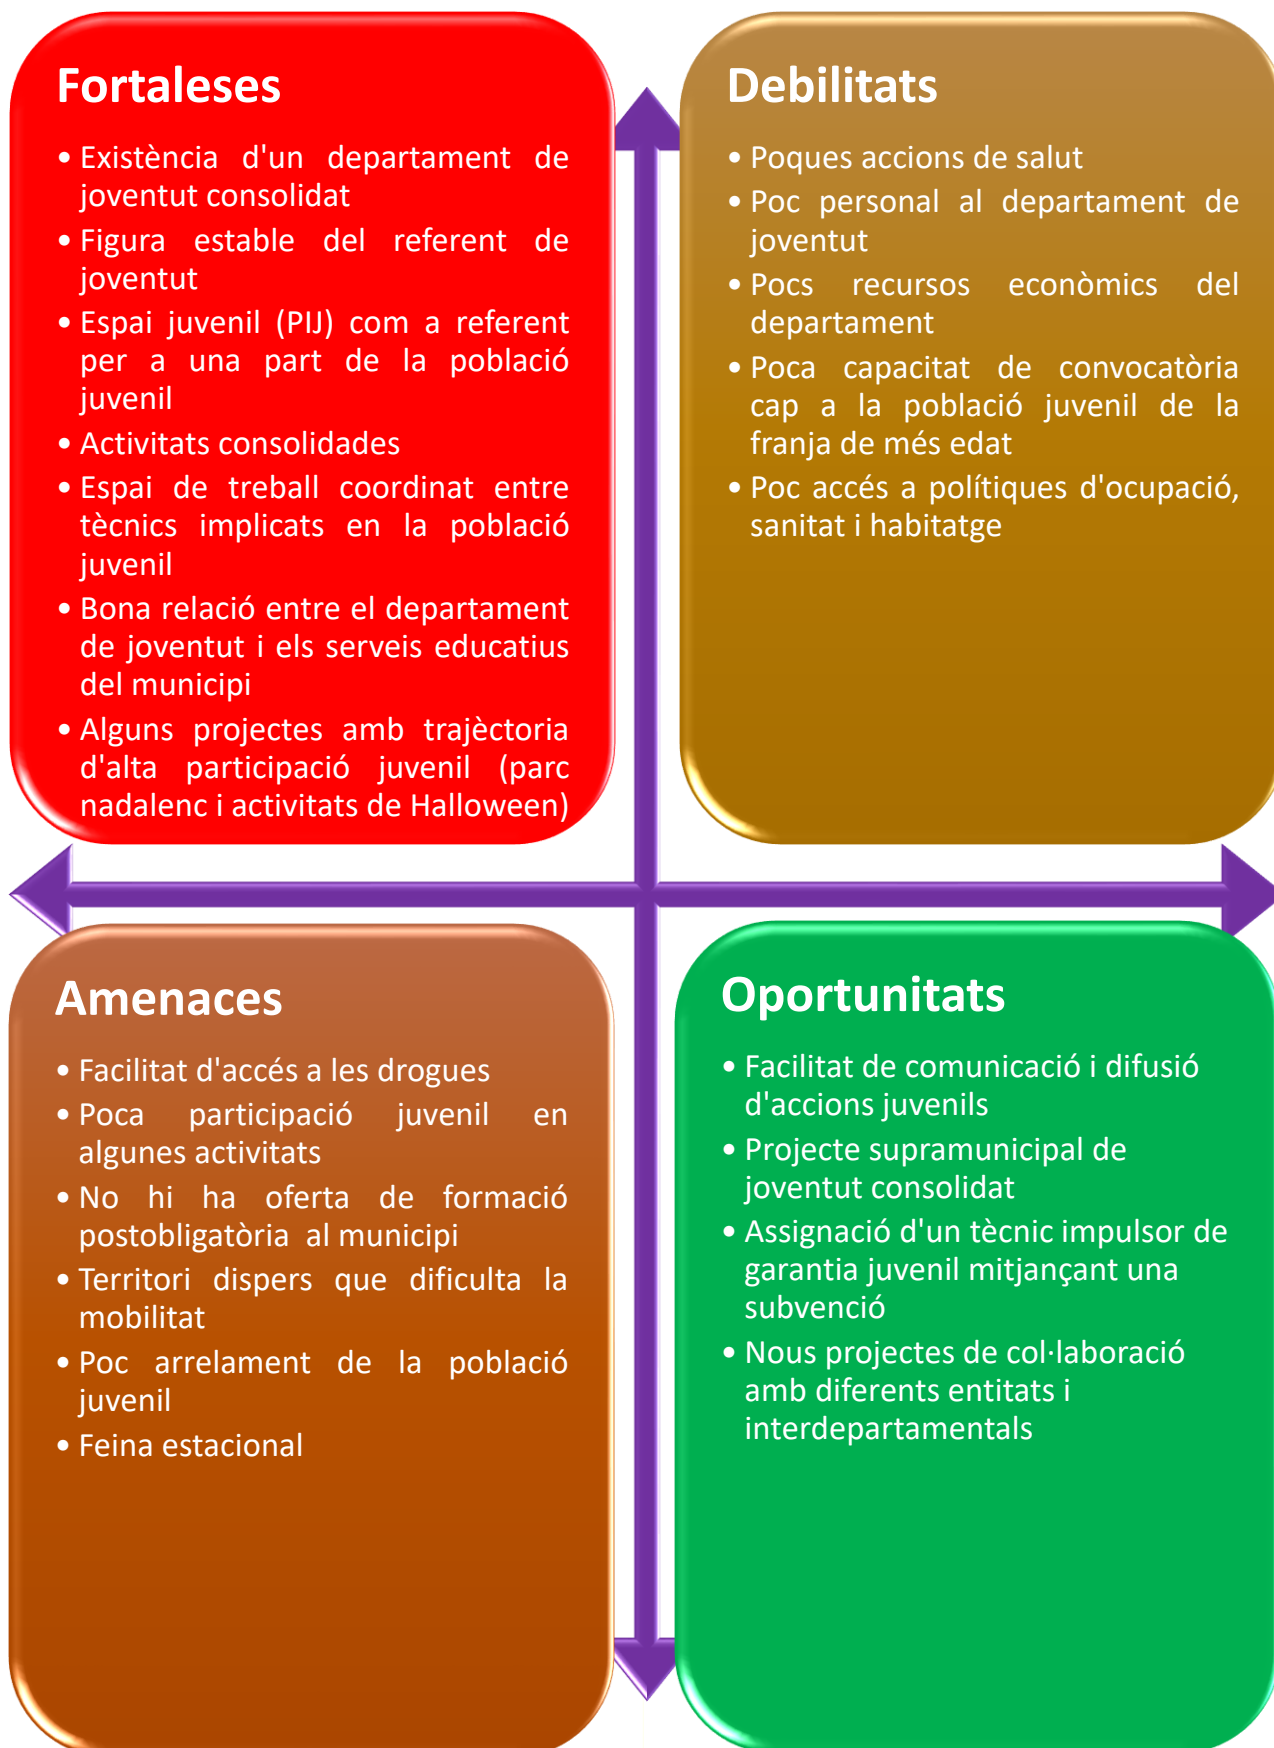 Fortaleses
• Existència d'un departament de
joventut consolidat
• Figura estable del referent de
joventut
• Espai juvenil (PIJ) com a referent
per a una part de la població
juvenil
• Activitats consolidades
• Espai de treball coordinat entre
tècnics implicats en la població
juvenil
• Bona relació entre el departament
de joventut i els serveis educatius
del municipi
• Alguns projectes amb trajèctoria
d'alta participació juvenil (parc
nadalenc i activitats de Halloween)
Debilitats
• Poques accions de salut
• Poc personal al departament de
joventut
• Pocs recursos econòmics del
departament
• Poca capacitat de convocatòria
cap a la població juvenil de la
franja de més edat
• Poc accés a polítiques d'ocupació,
sanitat i habitatge
Amenaces
• Facilitat d'accés a les drogues
• Poca participació juvenil en
algunes activitats
• No hi ha oferta de formació
postobligatòria al municipi
• Territori dispers que dificulta la
mobilitat
• Poc arrelament de la població
juvenil
• Feina estacional
Oportunitats
• Facilitat de comunicació i difusió
d'accions juvenils
• Projecte supramunicipal de
joventut consolidat
• Assignació d'un tècnic impulsor de
garantia juvenil mitjançant una
subvenció
• Nous projectes de col·laboració
amb diferents entitats i
interdepartamentals